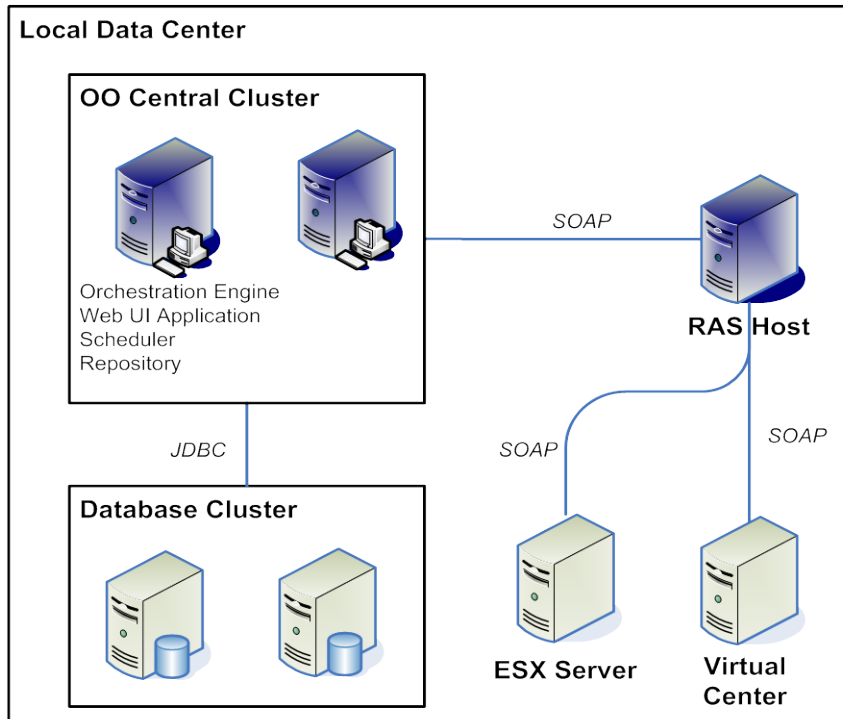 Local Data Center
OO Central Cluster
Orchestration Engine
Web UI Application
Scheduler
Repository
SOAP
RAS Host
JDBC
SOAP
SOAP
Database Cluster
ESX Server
Virtual
Center